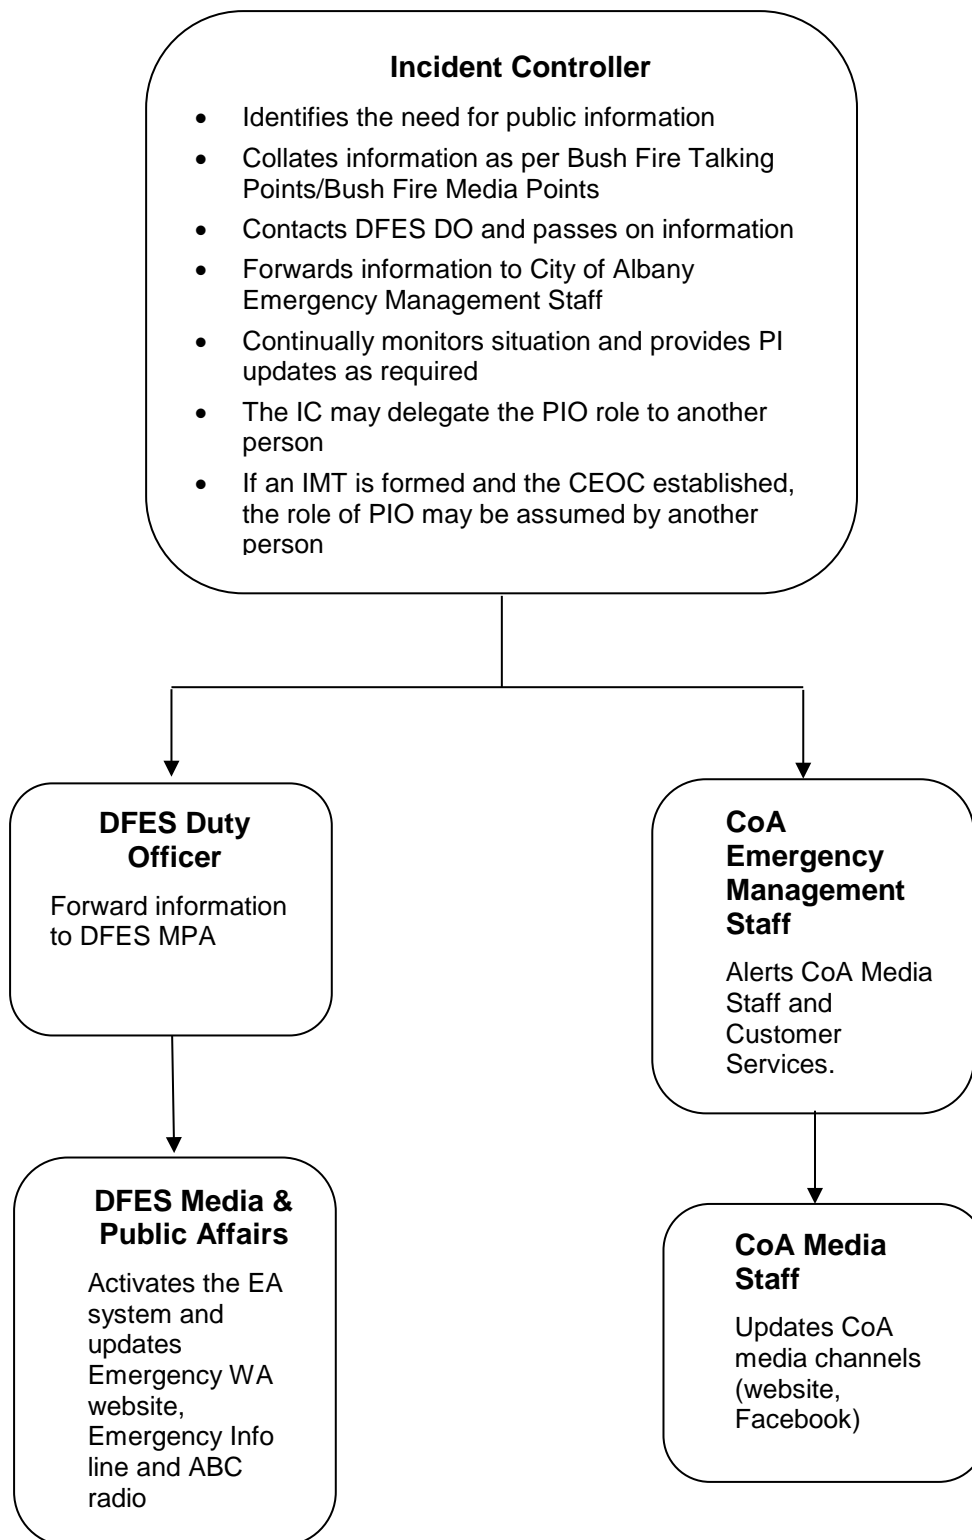 Incident Controller
• Identifies the need for public information
• Collates information as per Bush Fire Talking
Points/Bush Fire Media Points
• Contacts DFES DO and passes on information
• Forwards information to City of Albany
Emergency Management Staff
• Continually monitors situation and provides PI
updates as required
• The IC may delegate the PIO role to another
person
• If an IMT is formed and the CEOC established,
the role of PIO may be assumed by another
person
DFES Duty
Officer
Forward information
to DFES MPA
CoA
Emergency
Management
Staff
Alerts CoA Media
Staff and
Customer
Services.
DFES Media &
Public Affairs
Activates the EA
system and
updates
Emergency WA
website,
Emergency Info
line and ABC
radio
CoA Media
Staff
Updates CoA
media channels
(website,
Facebook)